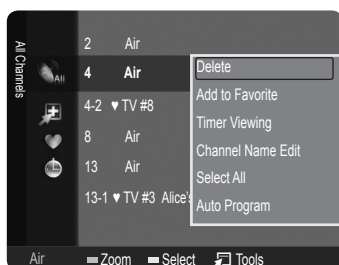 All Channels
All
2 Air
4 Air
4-2 ♥ TV #8
8 Air
13 Air
13-1 ♥ TV #3 Alice's
Delete
Add to Favorite
Timer Viewing
Channel Name Edit
Select All
Auto Program
Air Zoom Select Tools